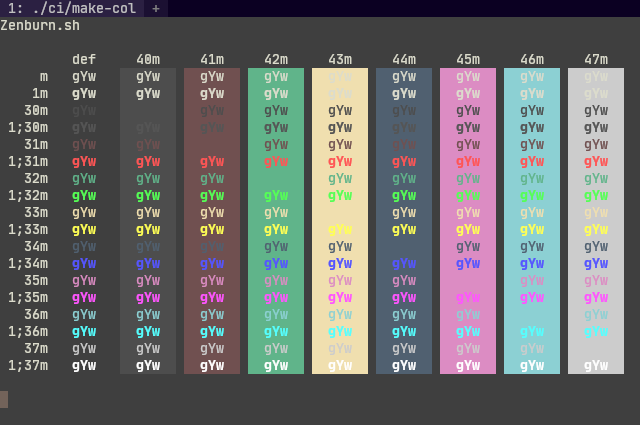 1: ./ci/make-col +
Zenburn.sh
def 40m 41m 42m 43m 44m 45m 46m 47m
m gYw gYw gYw gYw gYw gYw gYw gYw gYw
1m gYw gYw gYw gYw gYw gYw gYw gYw gYw
30m gYw gYw gYw gYw gYw gYw gYw gYw
1;30m gYw gYw gYw gYw gYw gYw gYw gYw gYw
31m gYw gYw gYw gYw gYw gYw gYw gYw
1;31m gYw gYw gYw gYw gYw gYw gYw gYw gYw
32m gYw gYw gYw gYw gYw gYw gYw gYw
1;32m gYw gYw gYw gYw gYw gYw gYw gYw gYw
33m gYw gYw gYw gYw gYw gYw gYw gYw
1;33m gYw gYw gYw gYw gYw gYw gYw gYw gYw
34m gYw gYw gYw gYw gYw gYw gYw gYw
1;34m gYw gYw gYw gYw gYw gYw gYw gYw gYw
35m gYw gYw gYw gYw gYw gYw gYw gYw
1;35m gYw gYw gYw gYw gYw gYw gYw gYw gYw
36m gYw gYw gYw gYw gYw gYw gYw gYw
1;36m gYw gYw gYw gYw gYw gYw gYw gYw gYw
37m gYw gYw gYw gYw gYw gYw gYw gYw
1;37m gYw gYw gYw gYw gYw gYw gYw gYw gYw